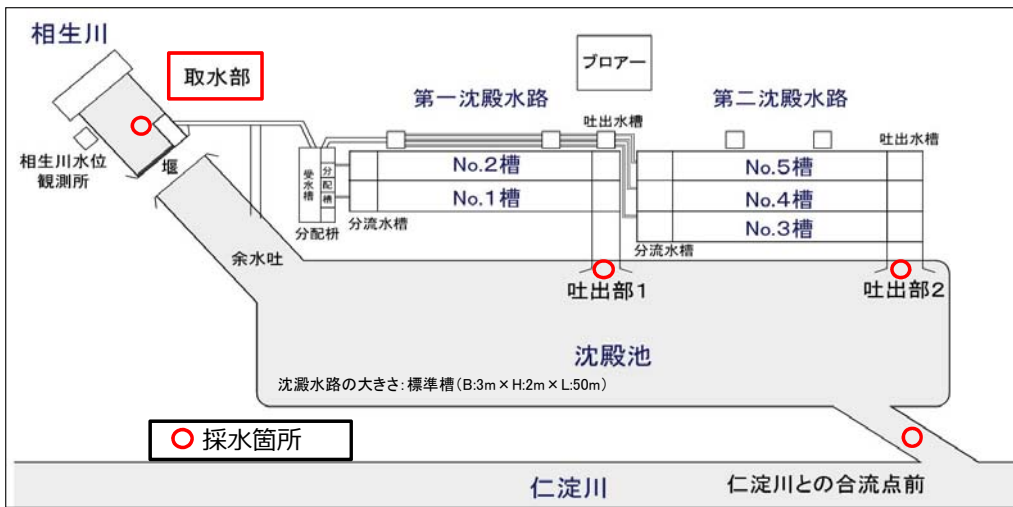 相生川
取水部
ブロアー
第一沈殿水路
第二沈殿水路
吐出水槽
吐出水槽
相生川水位
観測所
堰
受水槽
分配槽
No.2槽
No.1槽
No.5槽
No.4槽
No.3槽
分配枡
分流水槽
分流水槽
余水吐
吐出部1
吐出部2
沈殿池
沈澱水路の大きさ:標準槽(B:3m×H:2m×L:50m)
採水箇所
仁淀川
仁淀川との合流点前